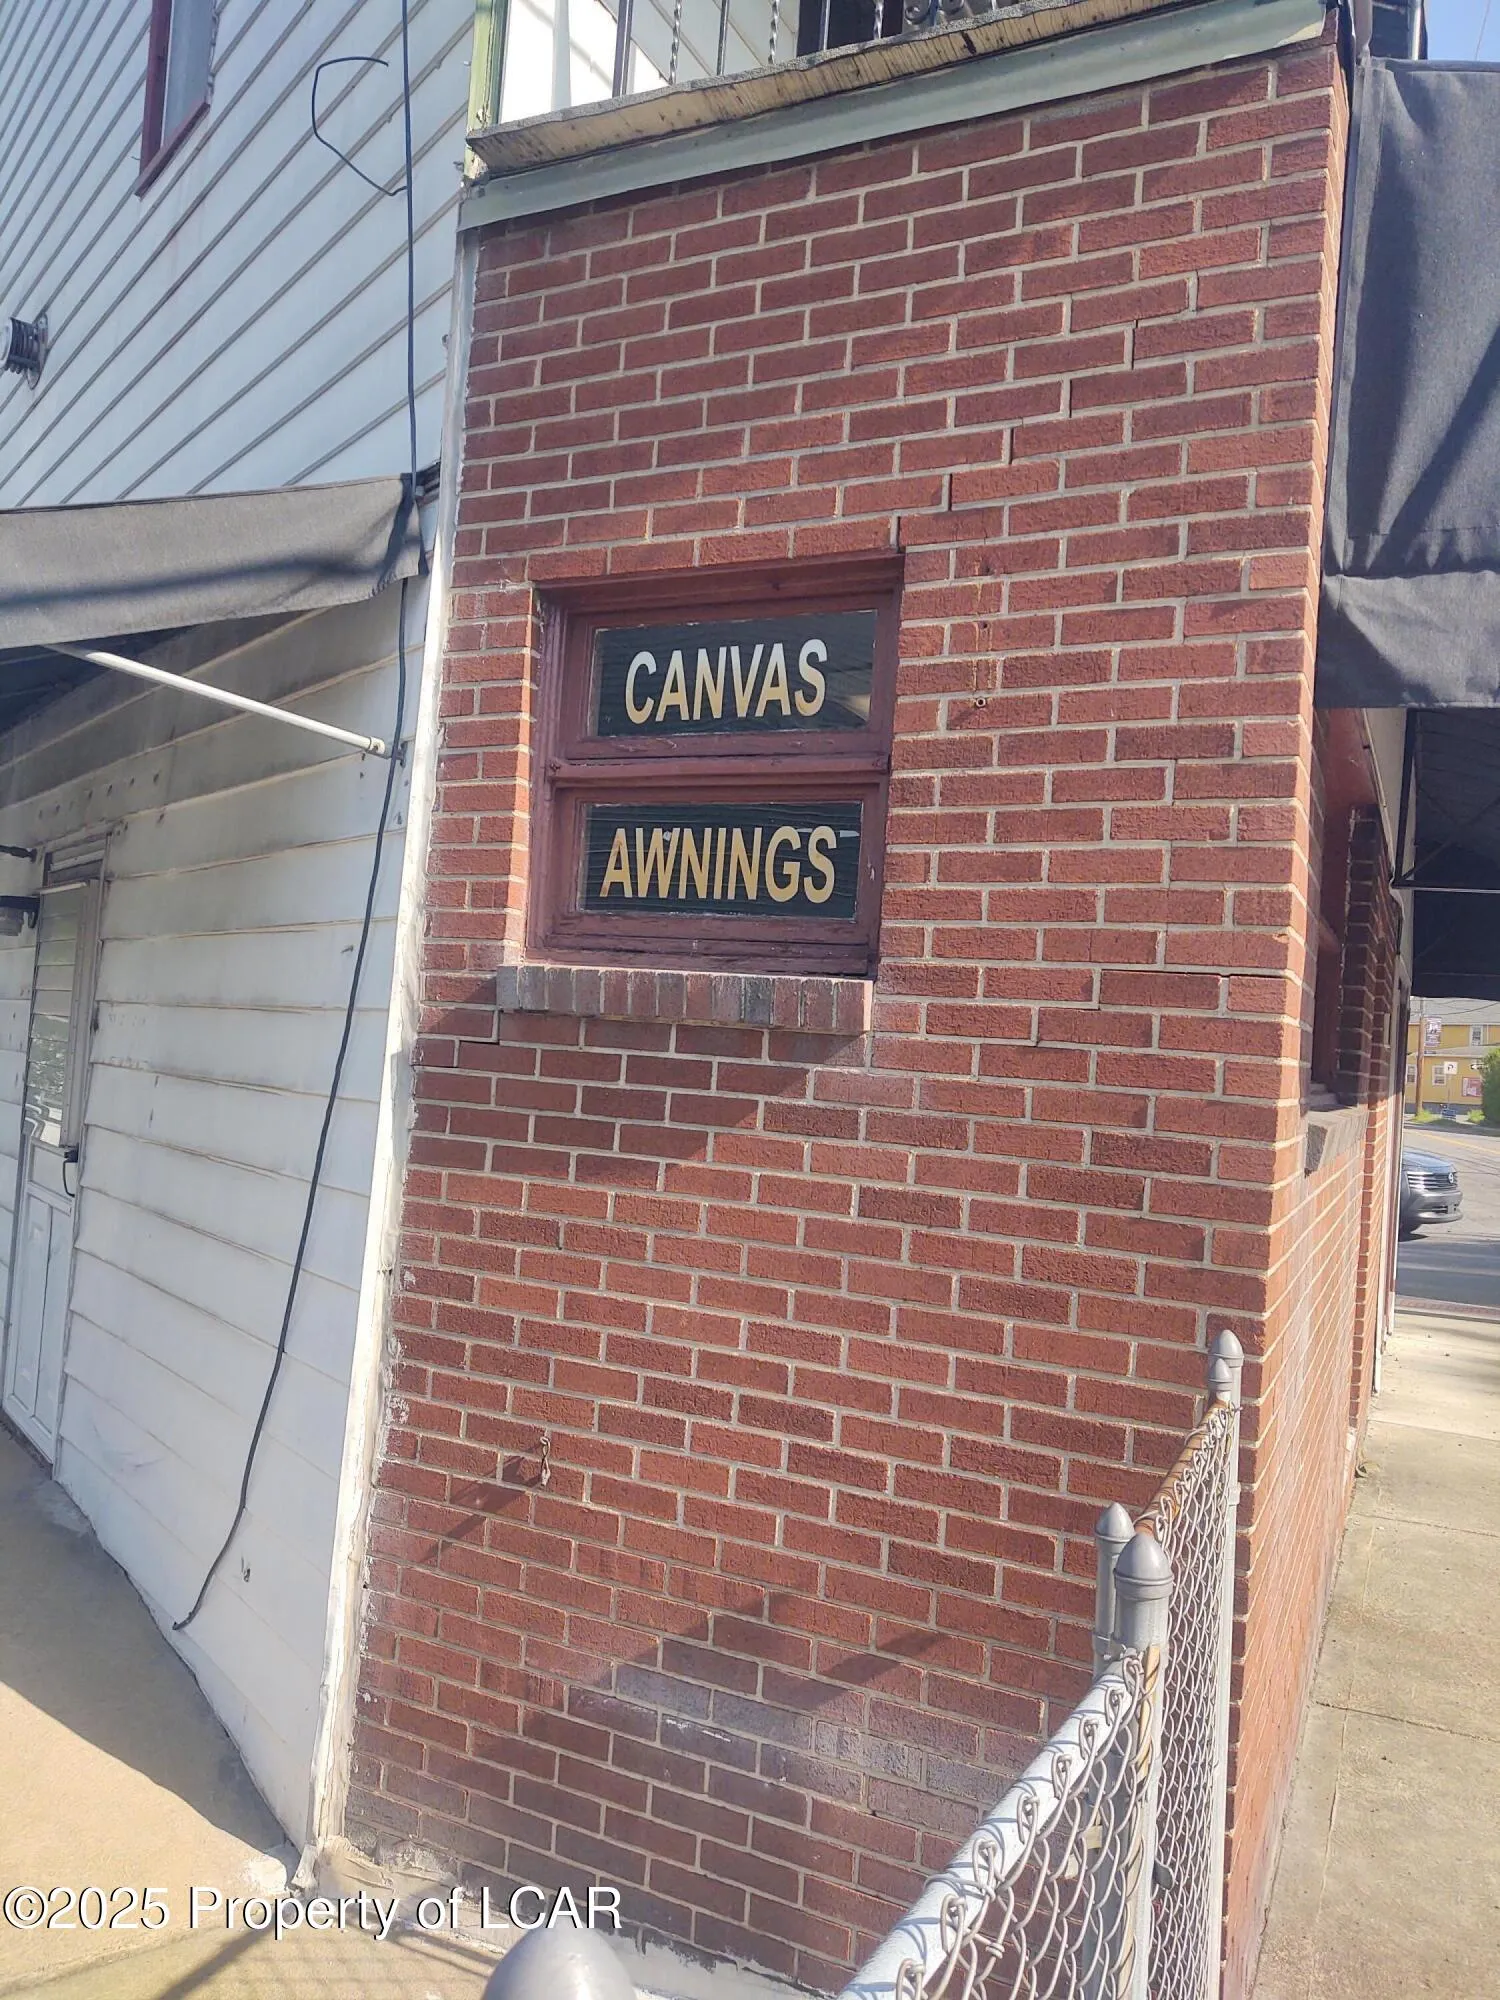 CANVAS
AWNINGS
©2025 Property of LCAR